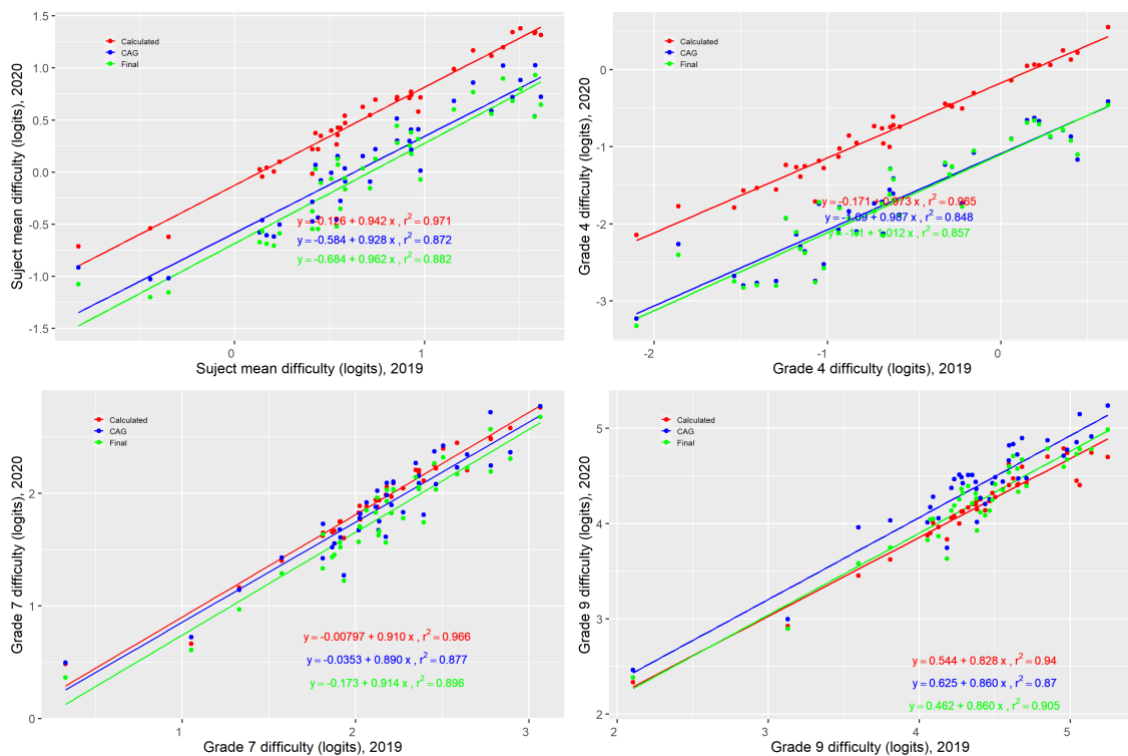 Suject mean difficulty (logits), 2020
1.5
1.0
0.5
0.0
-0.5
-1.0
-1.5
Calculated
CAG
Final
+ 0.942 x , r² = 0.971
y = -0.584 + 0.928 x , r² = 0.872
y = -0.684 + 0.962 x , r² = 0.882
0
1
Suject mean difficulty (logits), 2019
Grade 4 difficulty (logits), 2020
0
-1
-2
-3
Calculated
CAG
Final
y = -0.171 + 0.973 x , r² = 0.965
y = -1.09 + 0.987 x , r² = 0.848
y = -1.1 + 1.012 x , r² = 0.857
-2
-1
0
Grade 4 difficulty (logits), 2019
Grade 7 difficulty (logits), 2020
2
1
0
Calculated
CAG
Final
y = -0.00797 + 0.910 x , r² = 0.966
y = -0.0353 + 0.890 x , r² = 0.877
y = -0.173 + 0.914 x , r² = 0.896
1
2
3
Grade 7 difficulty (logits), 2019
Grade 9 difficulty (logits), 2020
5
4
3
2
Calculated
CAG
Final
y = 0.544 + 0.828 x , r² = 0.94
y = 0.625 + 0.860 x , r² = 0.87
y = 0.462 + 0.860 x , r² = 0.905
2
3
4
5
Grade 9 difficulty (logits), 2019